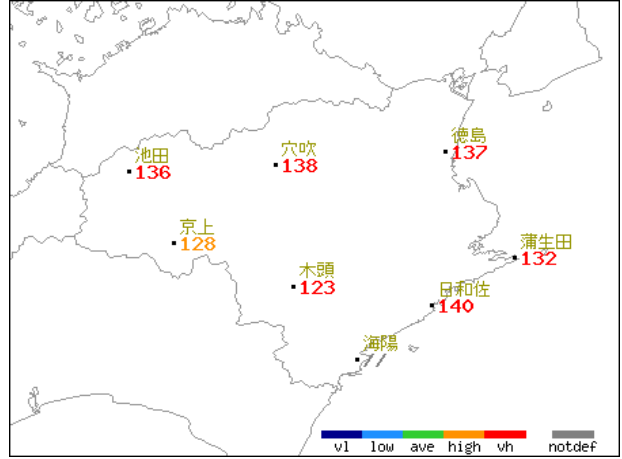 徳島
137
穴吹
138
池田
136
京上
128
蒲生田
132
木頭
123
日和佐
140
海陽
vl low ave high vh notdef